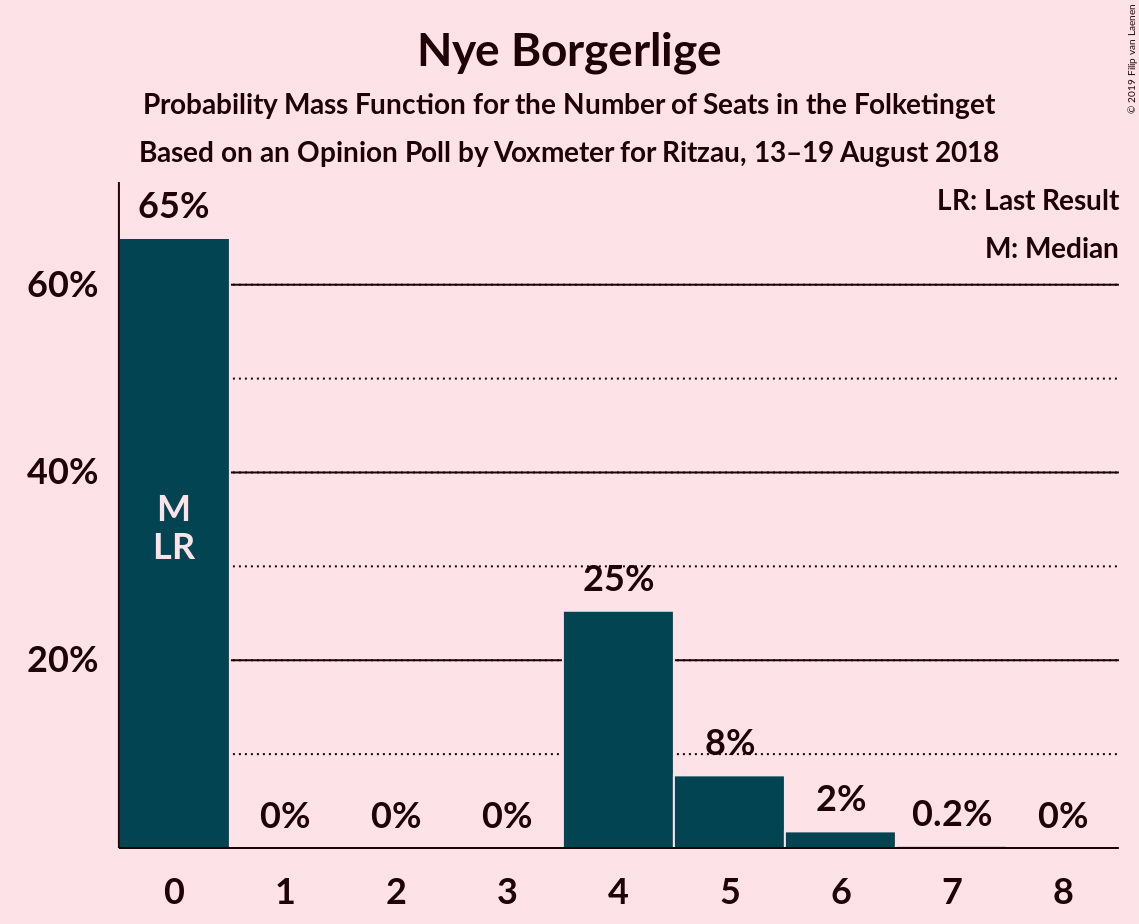 Nye Borgerlige
Probability Mass Function for the Number of Seats in the Folketinget
Based on an Opinion Poll by Voxmeter for Ritzau, 13–19 August 2018
© 2019 Filip van Laenen
LR: Last Result
M: Median
65%
60%
40%
20%
M
LR
0%
0%
0%
25%
8%
2%
0.2%
0%
0
1
2
3
4
5
6
7
8